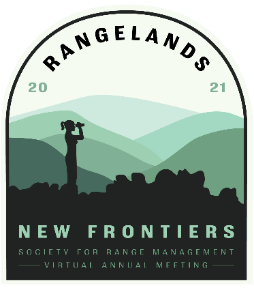 RANGELANDS
20 21
NEW FRONTIERS
SOCIETY FOR RANGE MANAGEMENT
VIRTUAL ANNUAL MEETING